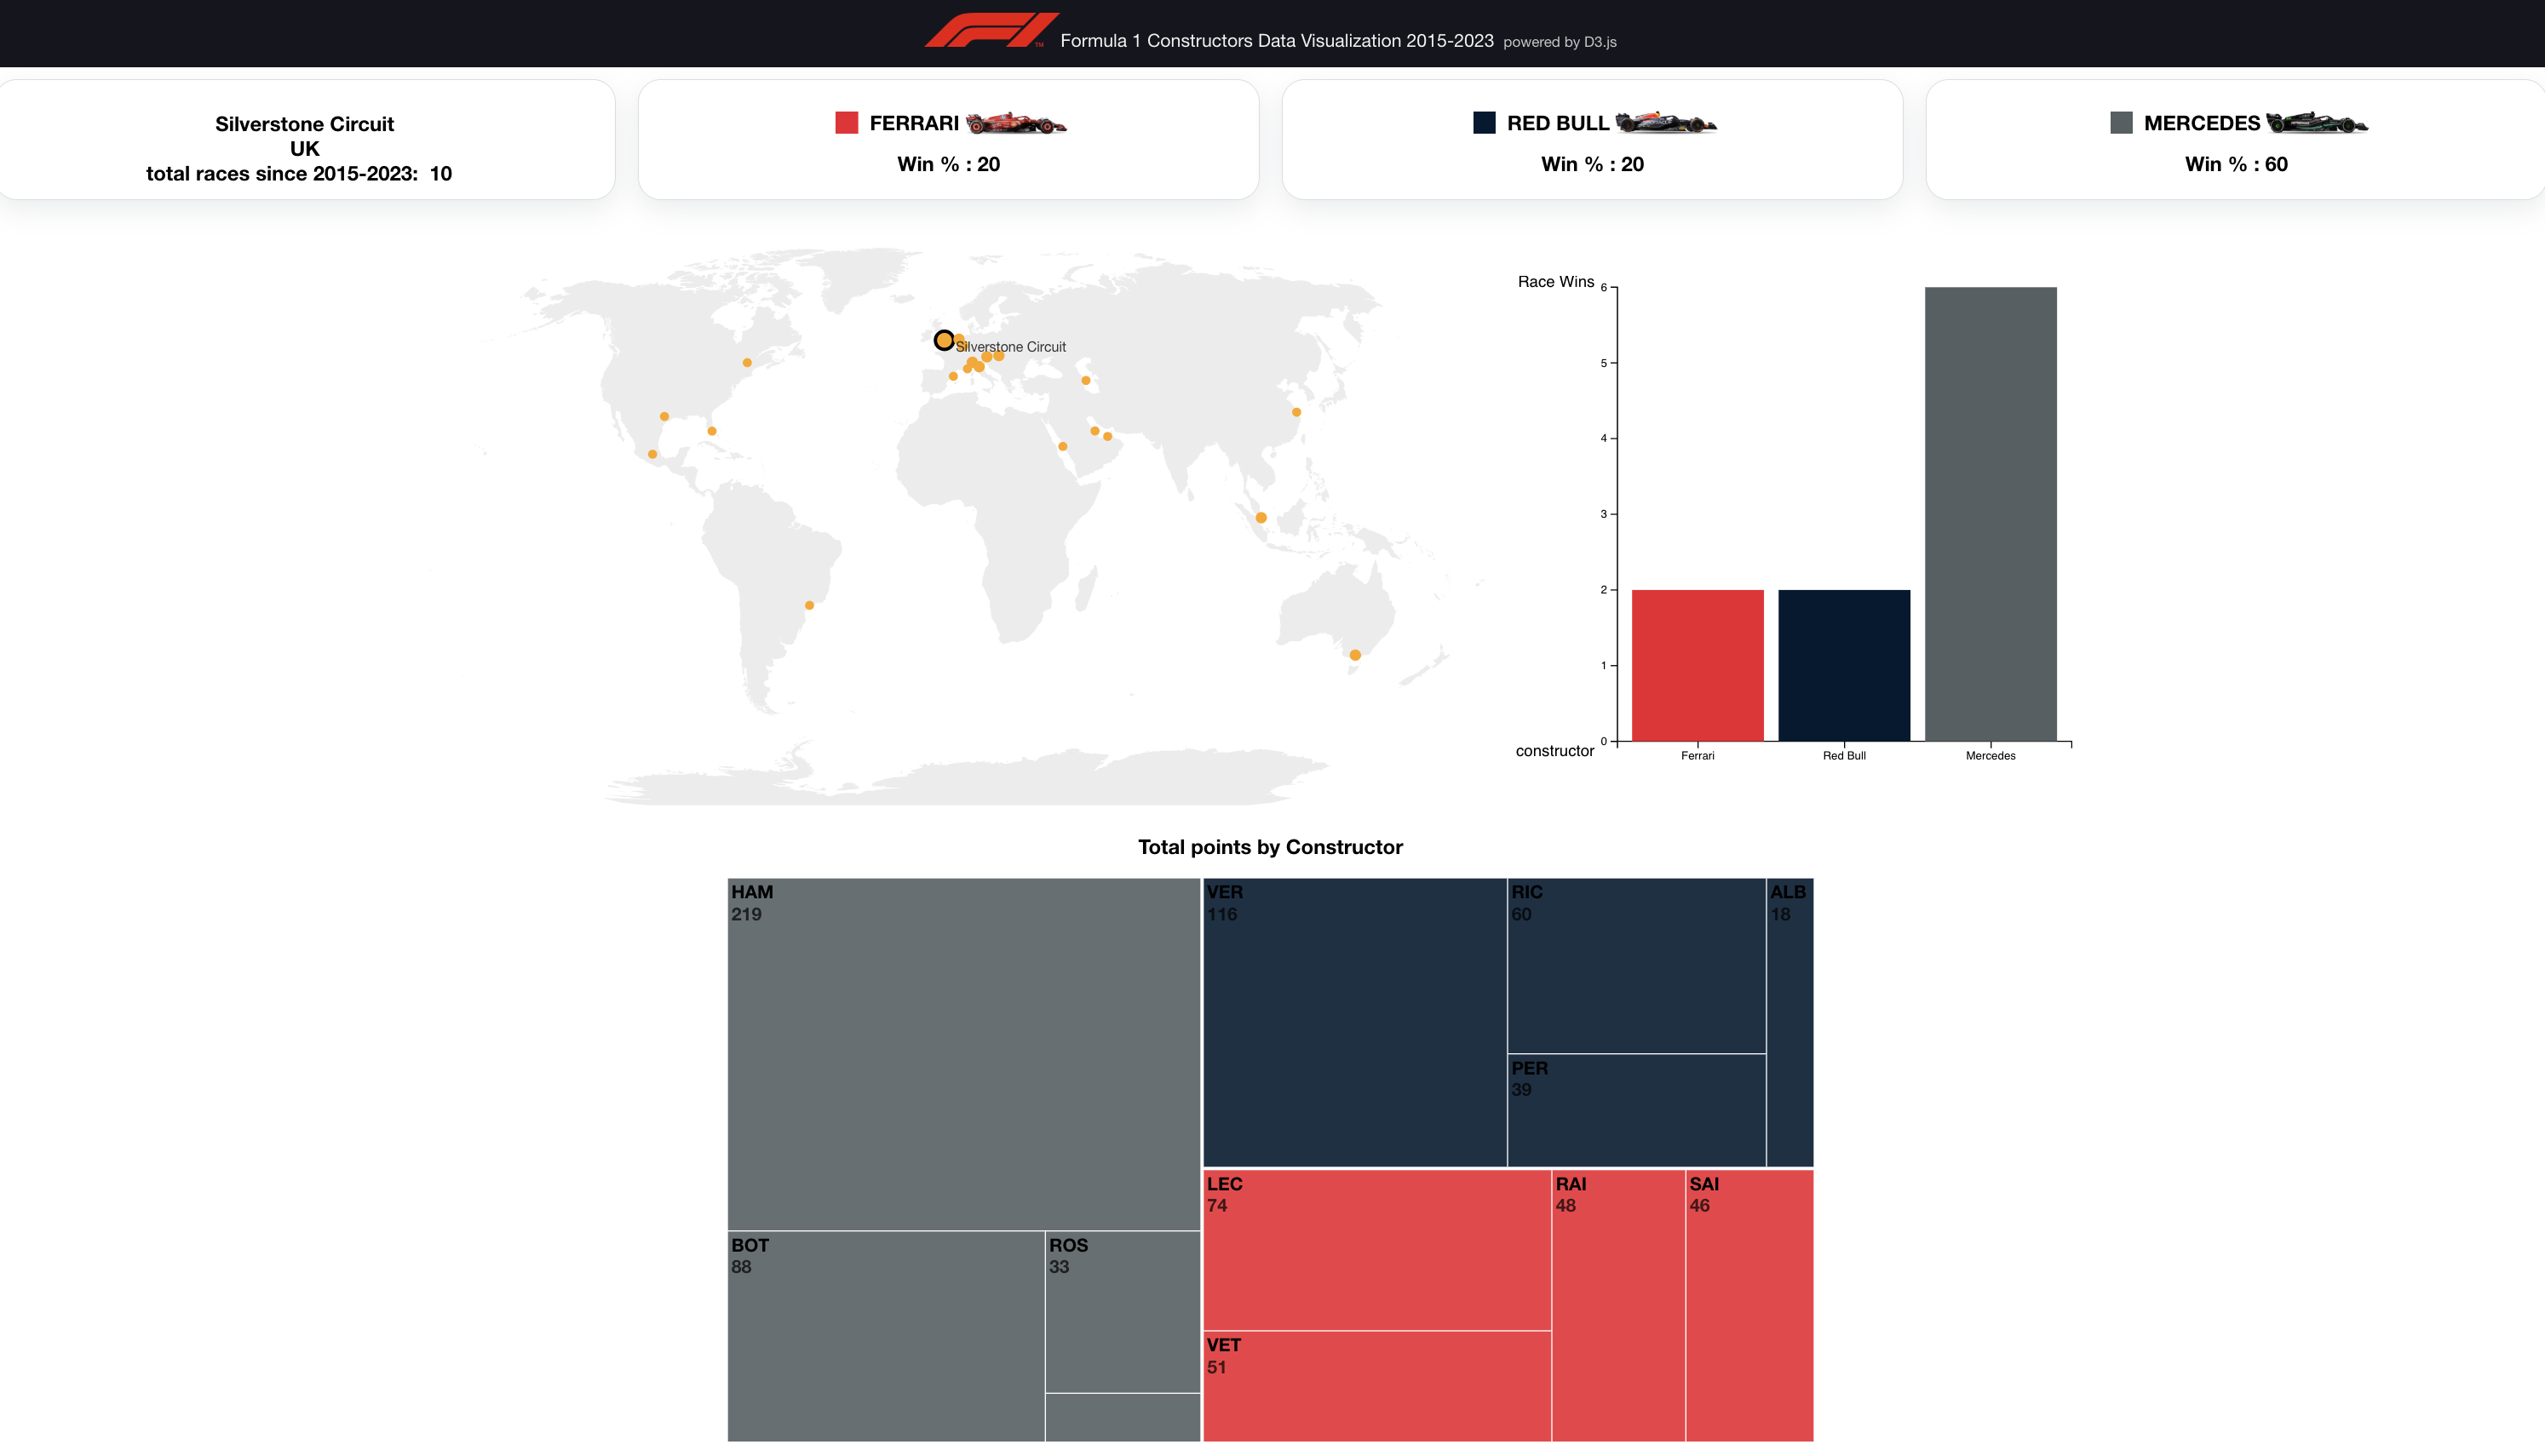 F1 TM Formula 1 Constructors Data Visualization 2015-2023 powered by D3.js
Silverstone Circuit
UK
total races since 2015-2023: 10
FERRARI
Win % : 20
RED BULL
Win % : 20
MERCEDES
Win % : 60
Silverstone Circuit
Race Wins
6
5
4
3
2
1
0
constructor
Ferrari
Red Bull
Mercedes
Total points by Constructor
HAM
219
VER
116
RIC
60
ALB
18
PER
39
LEC
74
RAI
48
SAI
46
BOT
88
ROS
33
VET
51